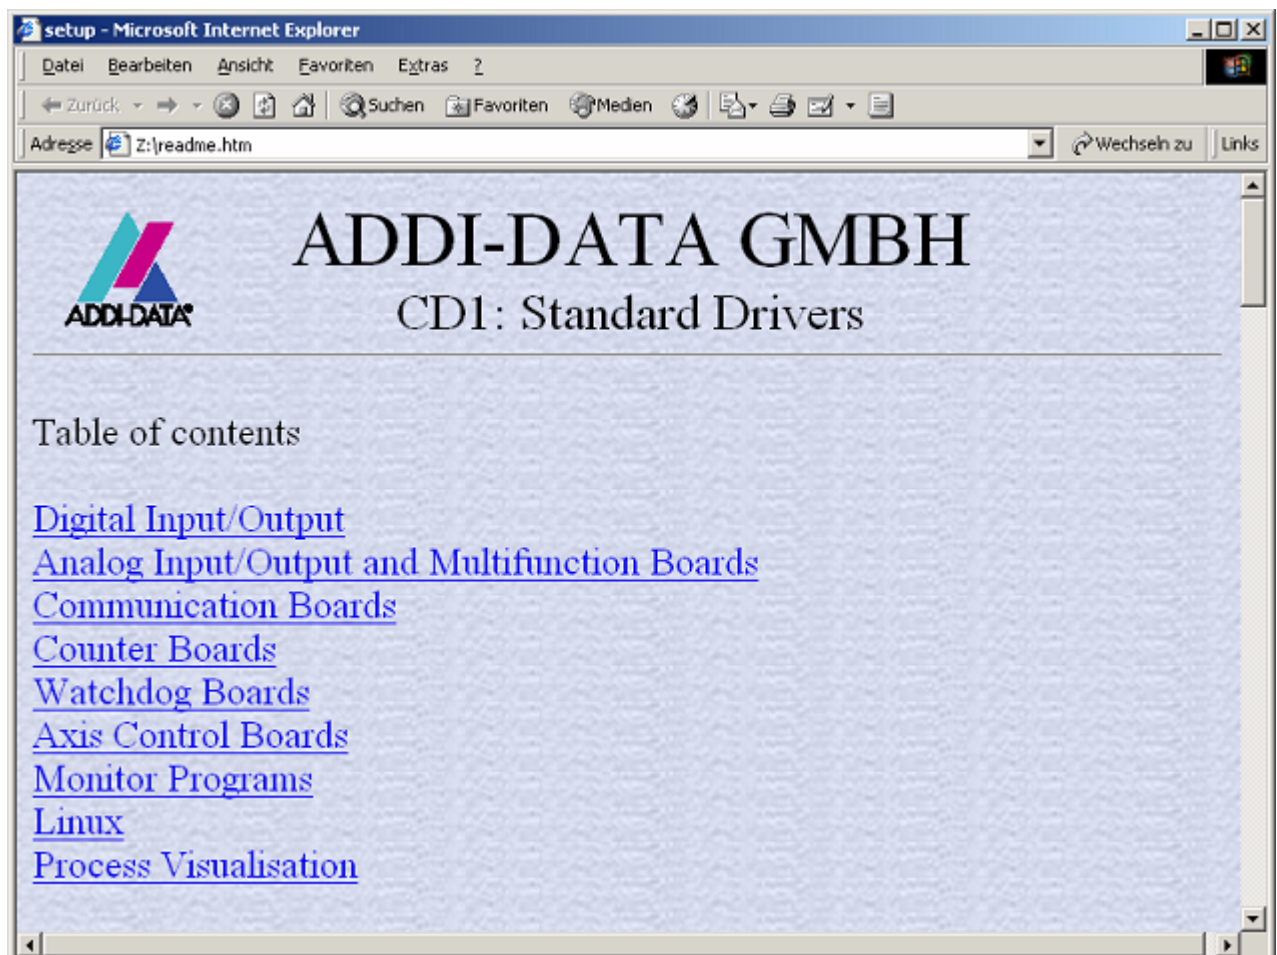 setup - Microsoft Internet Explorer
Datei Bearbeiten Ansicht Favoriten Extras ?
Zurück Suchen Favoriten Medien
Adresse Z:\readme.htm Wechseln zu Links
ADDI-DATA GMBH
ADDI-DATA® CD1: Standard Drivers
Table of contents
Digital Input/Output
Analog Input/Output and Multifunction Boards
Communication Boards
Counter Boards
Watchdog Boards
Axis Control Boards
Monitor Programs
Linux
Process Visualisation